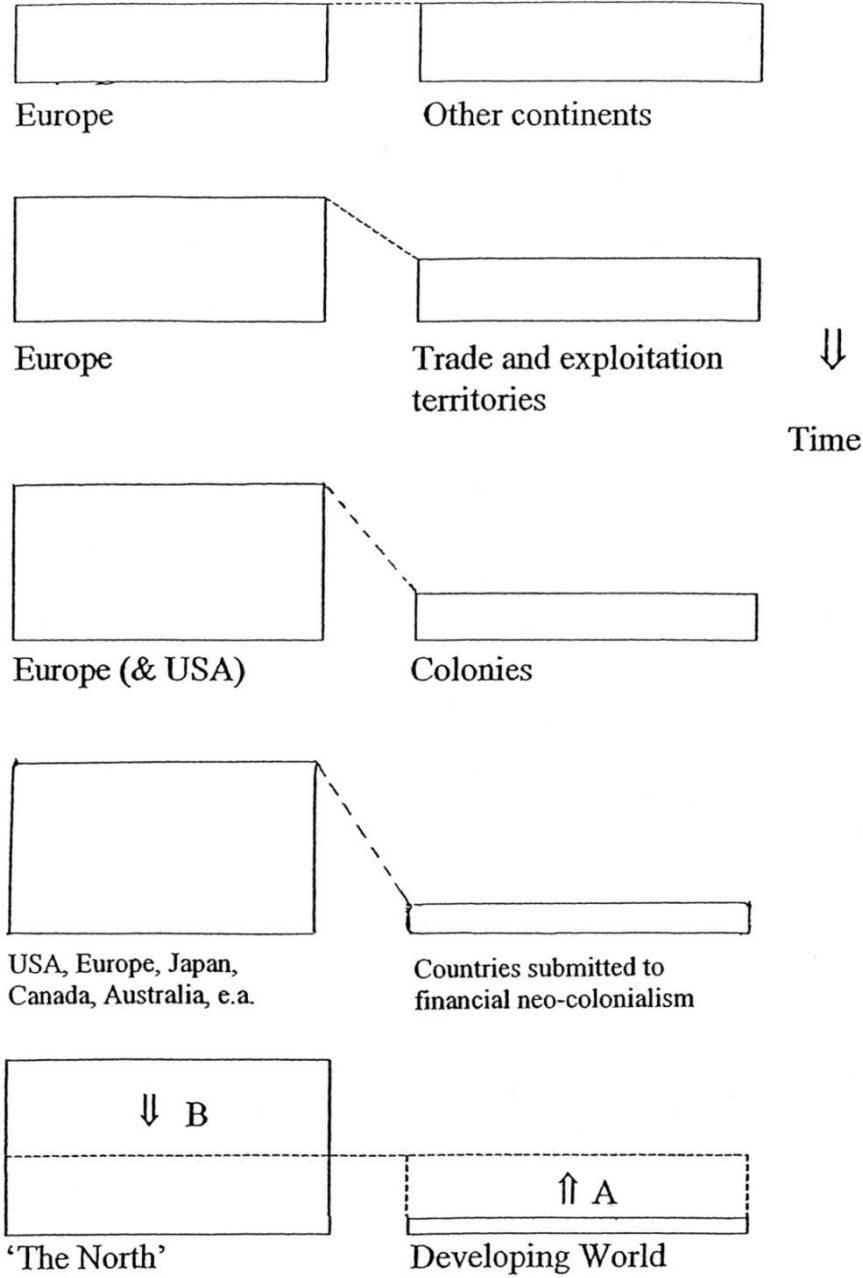 Europe
Other continents
Europe
Trade and exploitation
territories
⇓
Time
Europe (& USA)
Colonies
USA, Europe, Japan,
Canada, Australia, e.a.
Countries submitted to
financial neo-colonialism
⇓ B
⇑ A
‘The North’
Developing World